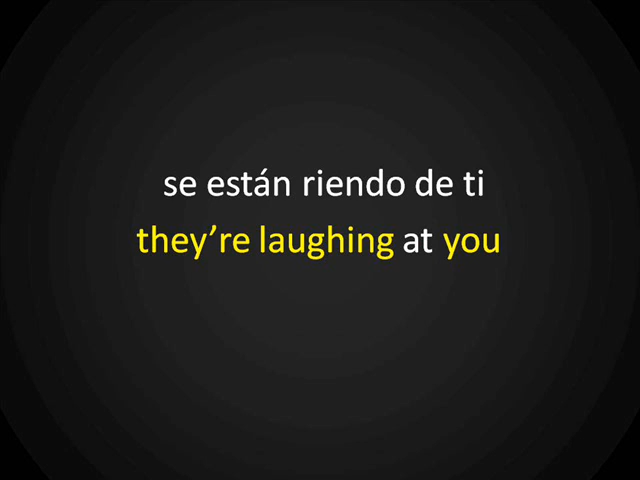 se están riendo de ti
they’re laughing at you